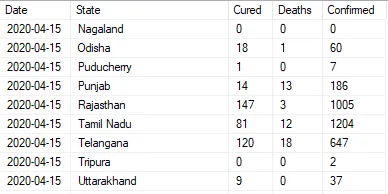 Date State Cured Deaths Confirmed
2020-04-15 Nagaland 0 0 0
2020-04-15 Odisha 18 1 60
2020-04-15 Puducherry 1 0 7
2020-04-15 Punjab 14 13 186
2020-04-15 Rajasthan 147 3 1005
2020-04-15 Tamil Nadu 81 12 1204
2020-04-15 Telangana 120 18 647
2020-04-15 Tripura 0 0 2
2020-04-15 Uttarakhand 9 0 37